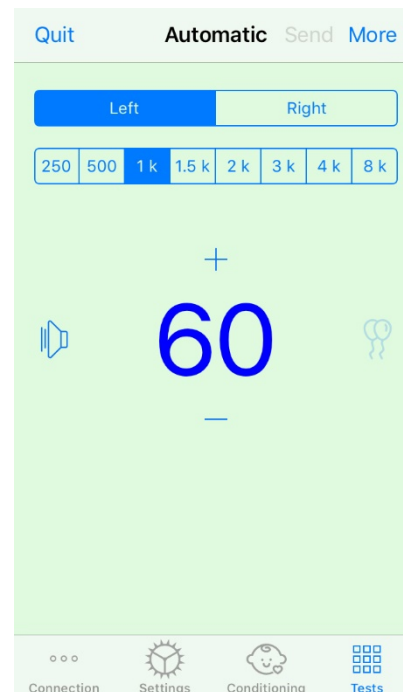 Quit Automatic Send More
Left Right
250 500 1 k 1.5 k 2 k 3 k 4 k 8 k
+
60
−
Connection Settings Conditioning Tests